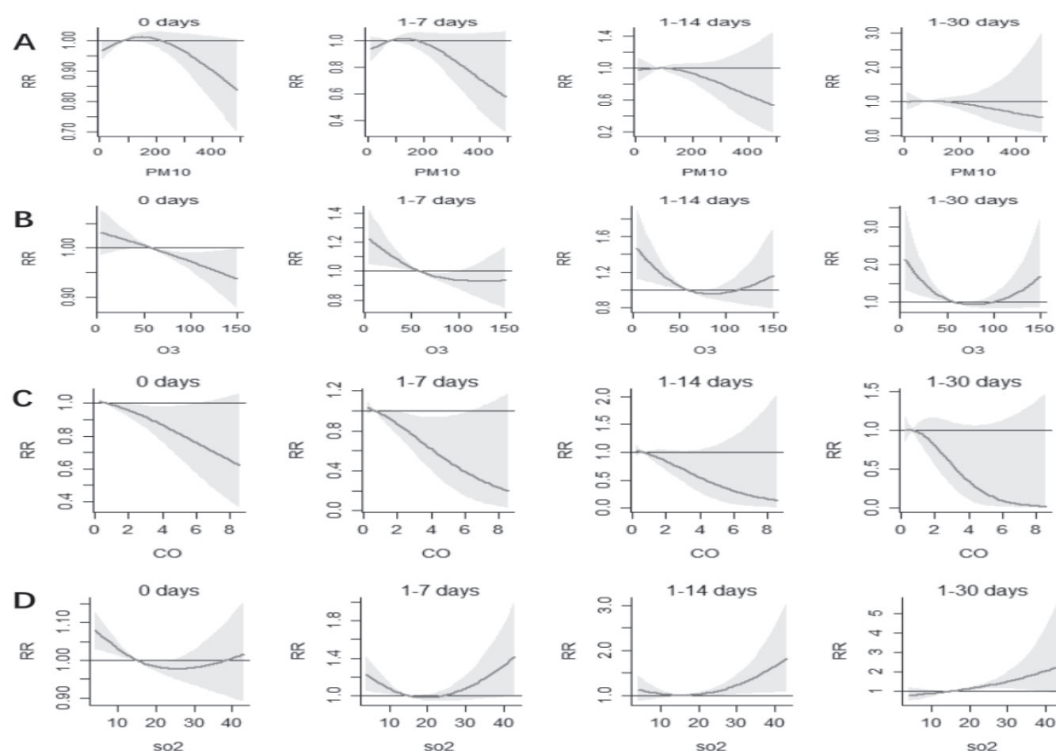 A
0 days
RR
0.70 0.80 0.90 1.00
0 200 400
PM10
1-7 days
RR
0.4 0.6 0.8 1.0
0 200 400
PM10
1-14 days
RR
0.2 0.6 1.0 1.4
0 200 400
PM10
1-30 days
RR
0.0 1.0 2.0 3.0
0 200 400
PM10
B
0 days
RR
0.90 1.00
0 50 100 150
O3
1-7 days
RR
0.8 1.0 1.2 1.4
0 50 100 150
O3
1-14 days
RR
0.8 1.2 1.6
0 50 100 150
O3
1-30 days
RR
1.0 2.0 3.0
0 50 100 150
O3
C
0 days
RR
0.4 0.6 0.8 1.0
0 2 4 6 8
CO
1-7 days
RR
0.0 0.4 0.8 1.2
0 2 4 6 8
CO
1-14 days
RR
0.0 0.5 1.0 1.5 2.0
0 2 4 6 8
CO
1-30 days
RR
0.0 0.5 1.0 1.5
0 2 4 6 8
CO
D
0 days
RR
0.90 1.00 1.10
10 20 30 40
so2
1-7 days
RR
1.0 1.4 1.8
10 20 30 40
so2
1-14 days
RR
1.0 2.0 3.0
10 20 30 40
so2
1-30 days
RR
1 2 3 4 5
10 20 30 40
so2